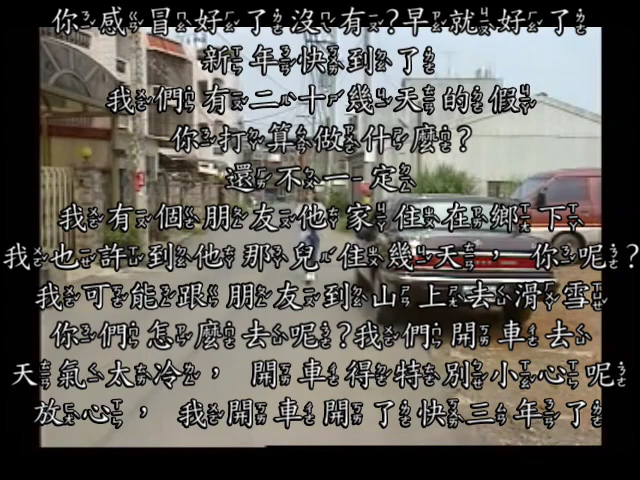 你感冒好了沒有？早就好了
新年快到了
我們有二十幾天的假
你打算做什麼？
還不一定
我有個朋友他家住在鄉下
我也許到他那兒住幾天，你呢？
我可能跟朋友到山上去滑雪
你們怎麼去呢？我們開車去
天氣太冷，開車得特別小心呢
放心，我開車開了快三年了